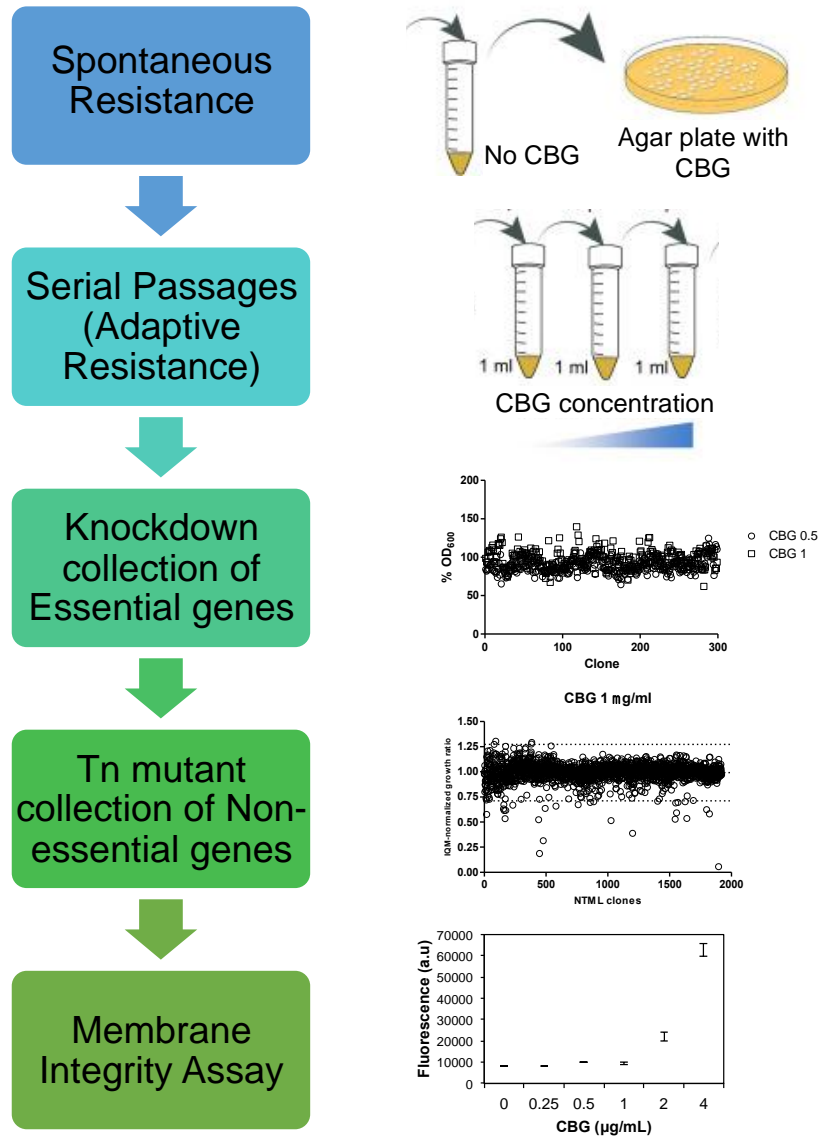 Spontaneous
Resistance
No CBG
Agar plate with
CBG
Serial Passages
(Adaptive
Resistance)
1 ml
1 ml
1 ml
CBG concentration
Knockdown
collection of
Essential genes
200
150
100
50
0
% OD600
0
100
200
300
Clone
CBG 0.5
CBG 1
Tn mutant
collection of Non-
essential genes
CBG 1 mg/ml
1.50
1.25
1.00
0.75
0.50
0.25
0.00
IQM-normalized growth ratio
0
500
1000
1500
2000
NTML clones
Membrane
Integrity Assay
70000
60000
50000
40000
30000
20000
10000
0
Fluorescence (a.u)
0
0.25
0.5
1
2
4
CBG (µg/mL)